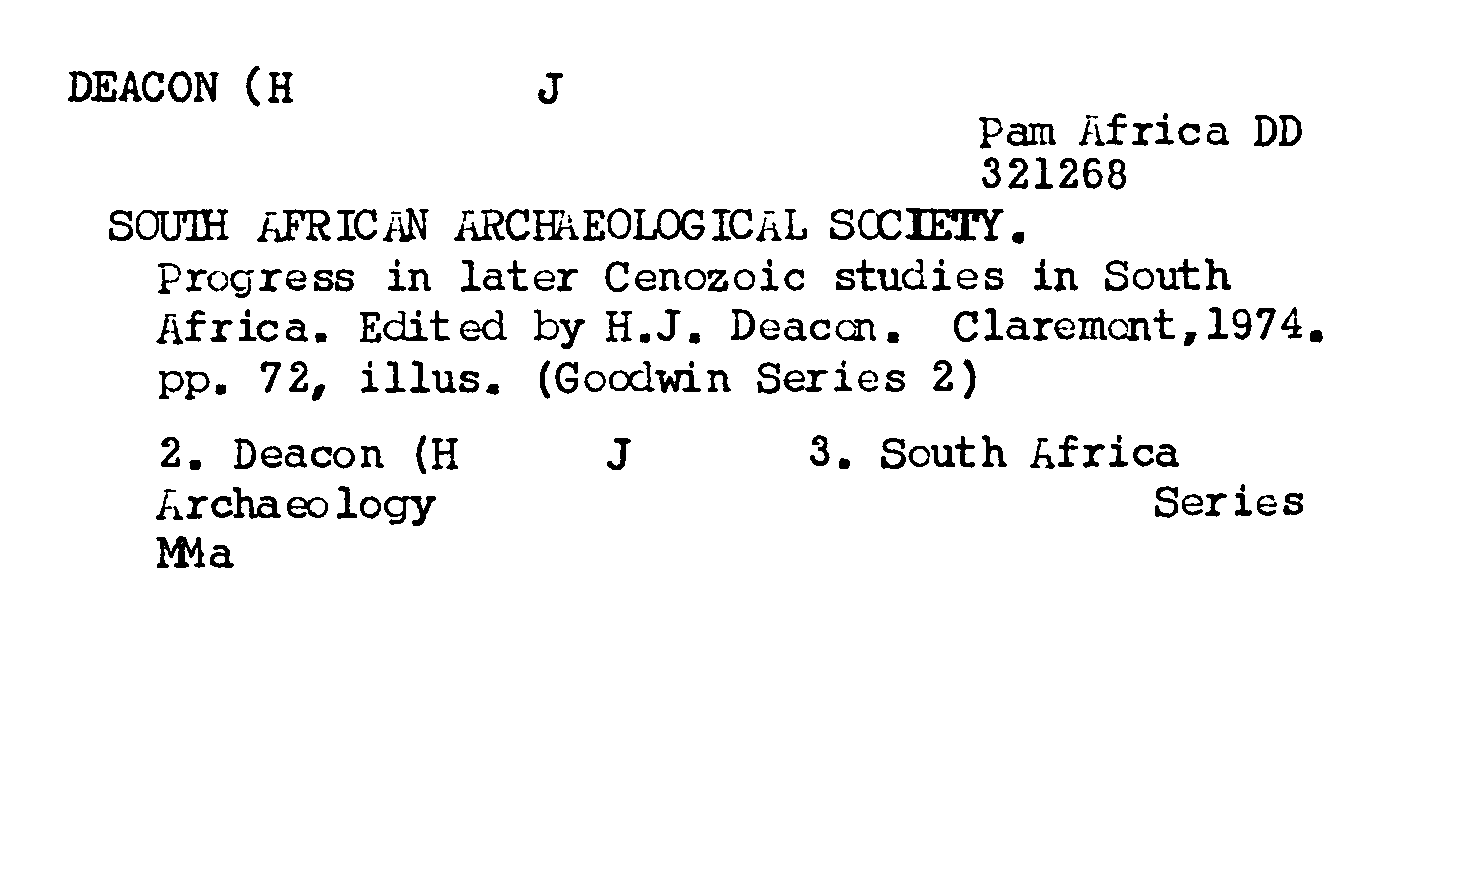 DEACON (H J
Pam Africa DD
321268
SOUTH AFRICAN ARCHAEOLOGICAL SOCIETY.
Progress in later Cenozoic studies in South
Africa. Edited by H.J. Deacon. Claremont,1974.
pp. 72, illus. (Goodwin Series 2)
2. Deacon (H J 3. South Africa
Archaeology Series
MMa